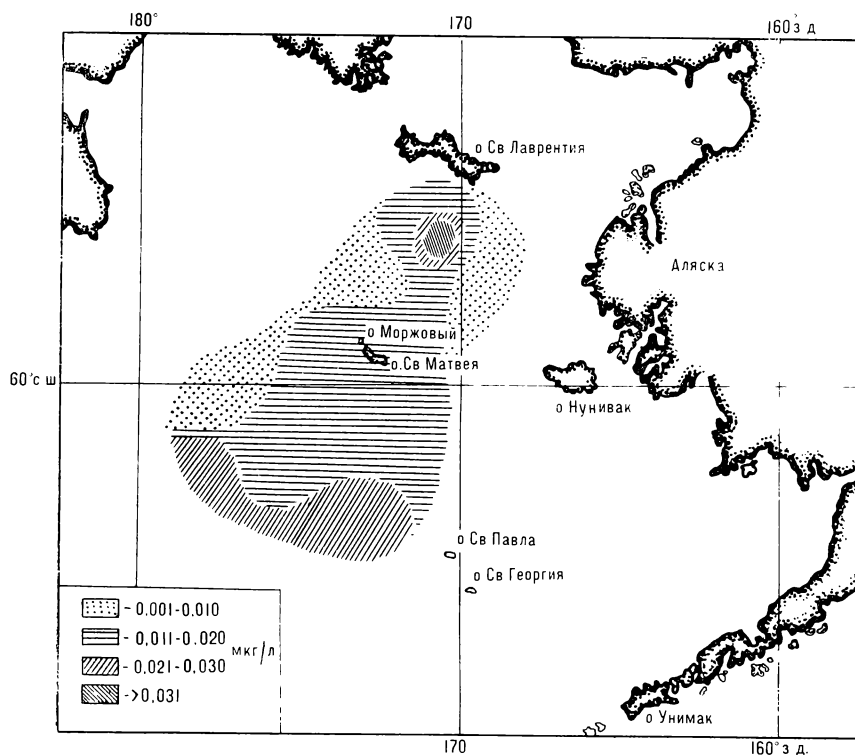 180° 170 160°з д.
о Св Лаврентия
Аляска
о Моржовый
о.Св Матвея
60°с ш
о Нунивак
о Св Павла
о Св Георгия
- 0.001-0.010
- 0,011-0.020
мкг/л
- 0,021-0,030
->0,031
о Унимак
170 160° з д.